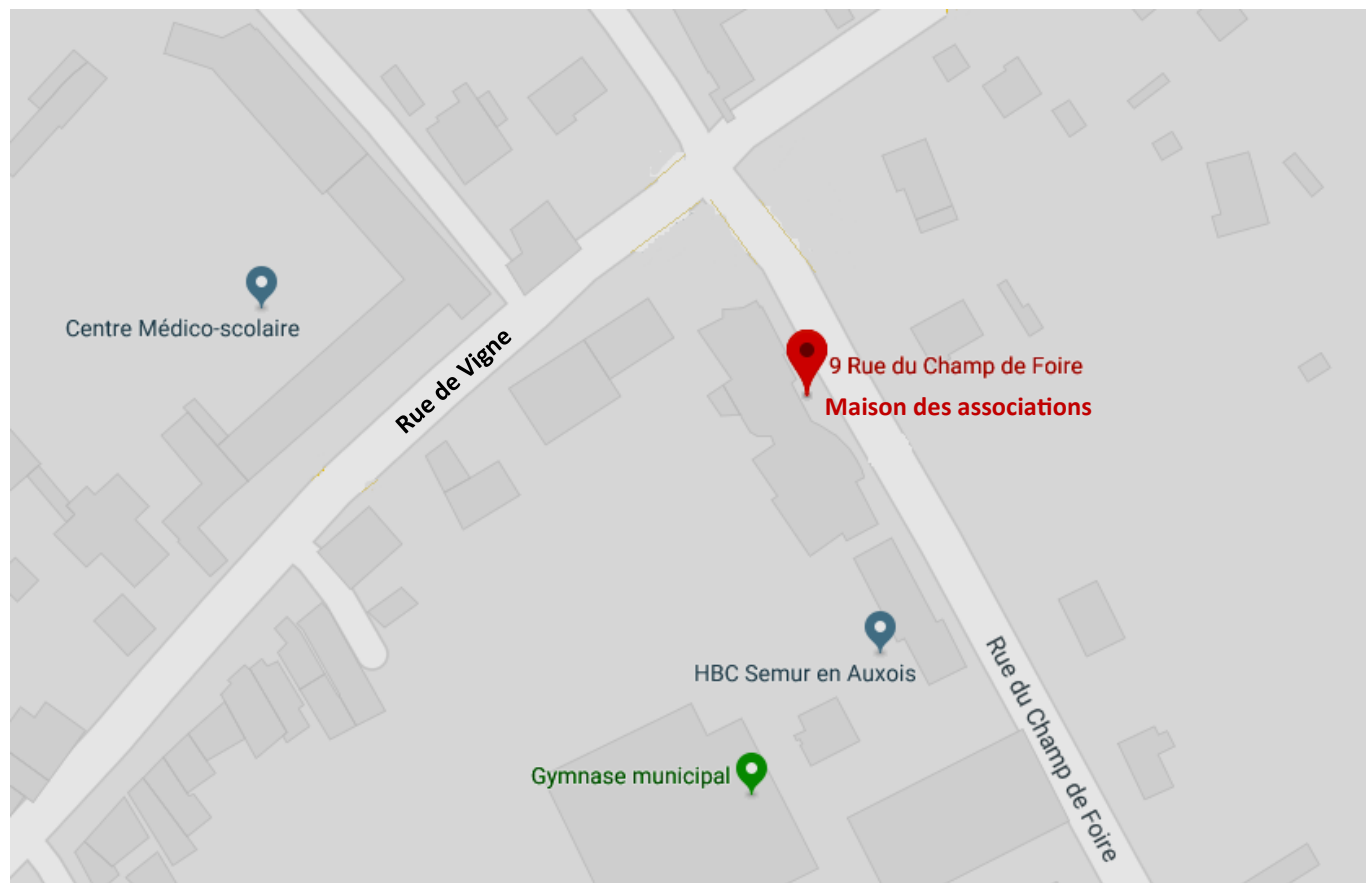 Centre Médico-scolaire
Rue de Vigne
9 Rue du Champ de Foire
Maison des associations
HBC Semur en Auxois
Rue du Champ de Foire
Gymnase municipal